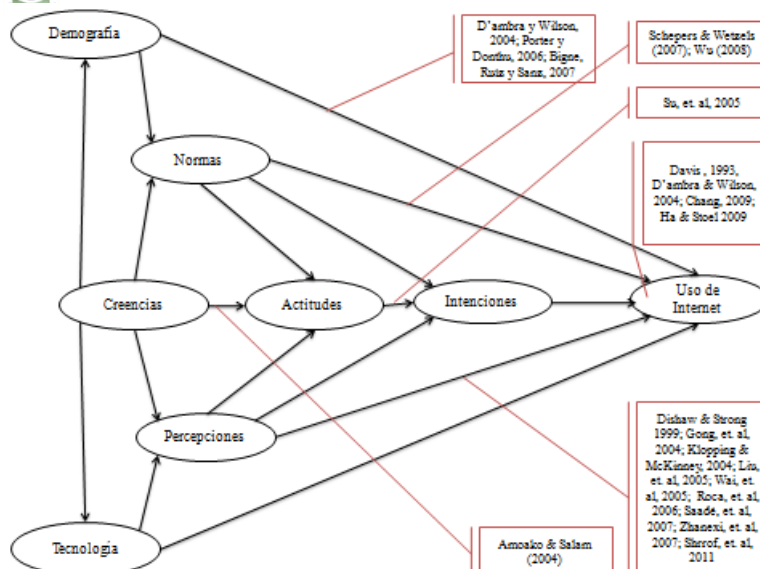 Demografía
D'ambra y Wilson,
2004; Porter y
Donthu, 2006; Bigne,
Ruiz y Sanz, 2007
Schepers & Wetzels
(2007); Wu (2008)
Su, et. al, 2005
Normas
Davis , 1993,
D'ambra & Wilson,
2004; Chang, 2009;
Ha & Stoel 2009
Creencias
Actitudes
Intenciones
Uso de
Internet
Percepciones
Dishaw & Strong
1999; Gong, et. al,
2004; Klopping &
McKinney, 2004; Liu,
et. al, 2005; Wai, et.
al, 2005; Roca, et. al,
2006; Saade, et. al,
2007; Zhanexi, et. al,
2007; Shrrof, et. al,
2011
Tecnología
Amoako & Salam
(2004)